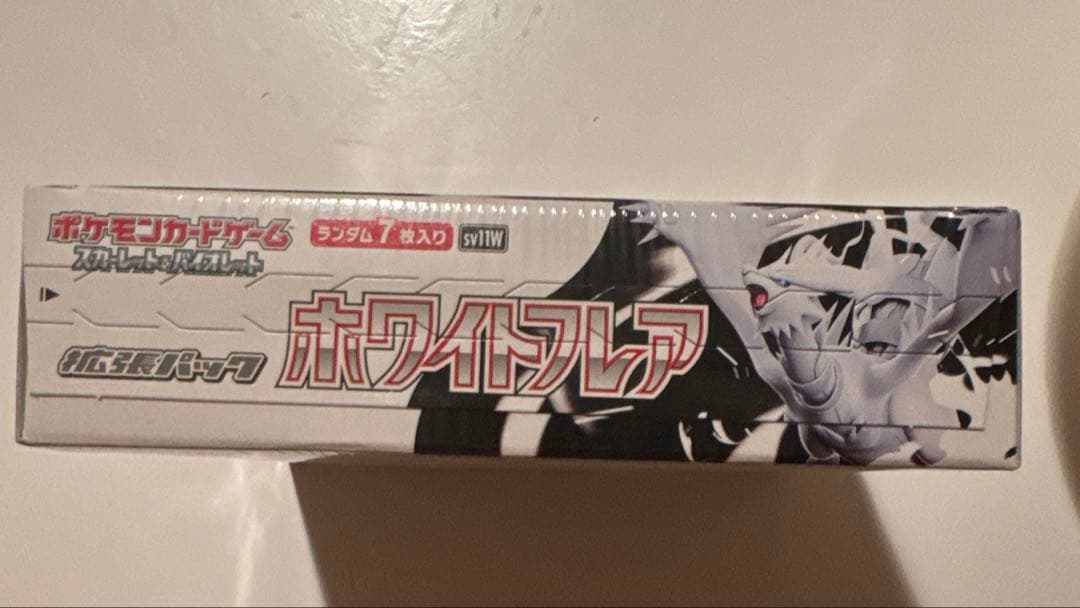 ポケモンカードゲーム
スカーレット&バイオレット
ランダム7枚入り
sv11W
拡張パック
ホワイトフレア